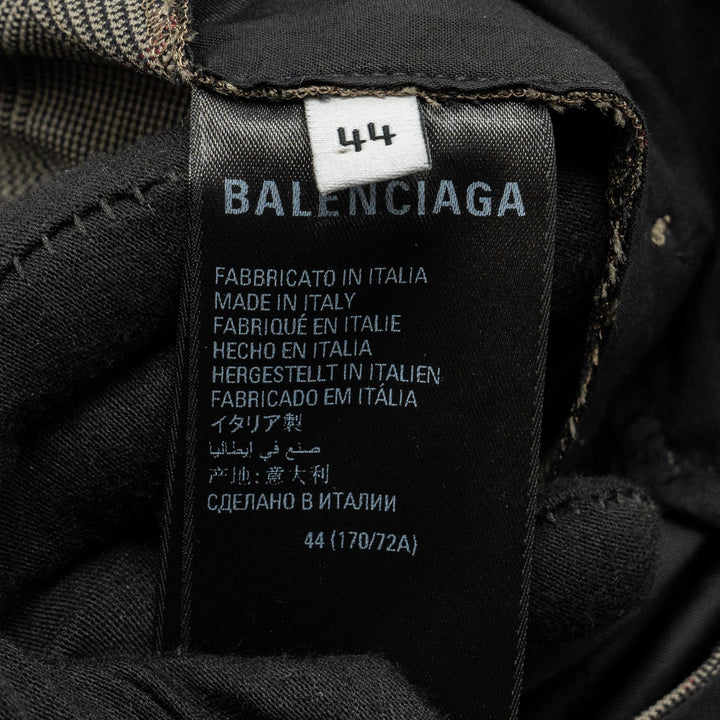 44
BALENCIAGA
FABBRICATO IN ITALIA
MADE IN ITALY
FABRIQUÉ EN ITALIE
HECHO EN ITALIA
HERGESTELLT IN ITALIEN
FABRICADO EM ITÁLIA
イタリア製
صنع في ايطاليا
产地: 意大利
СДЕЛАНО В ИТАЛИИ
44 (170/72A)